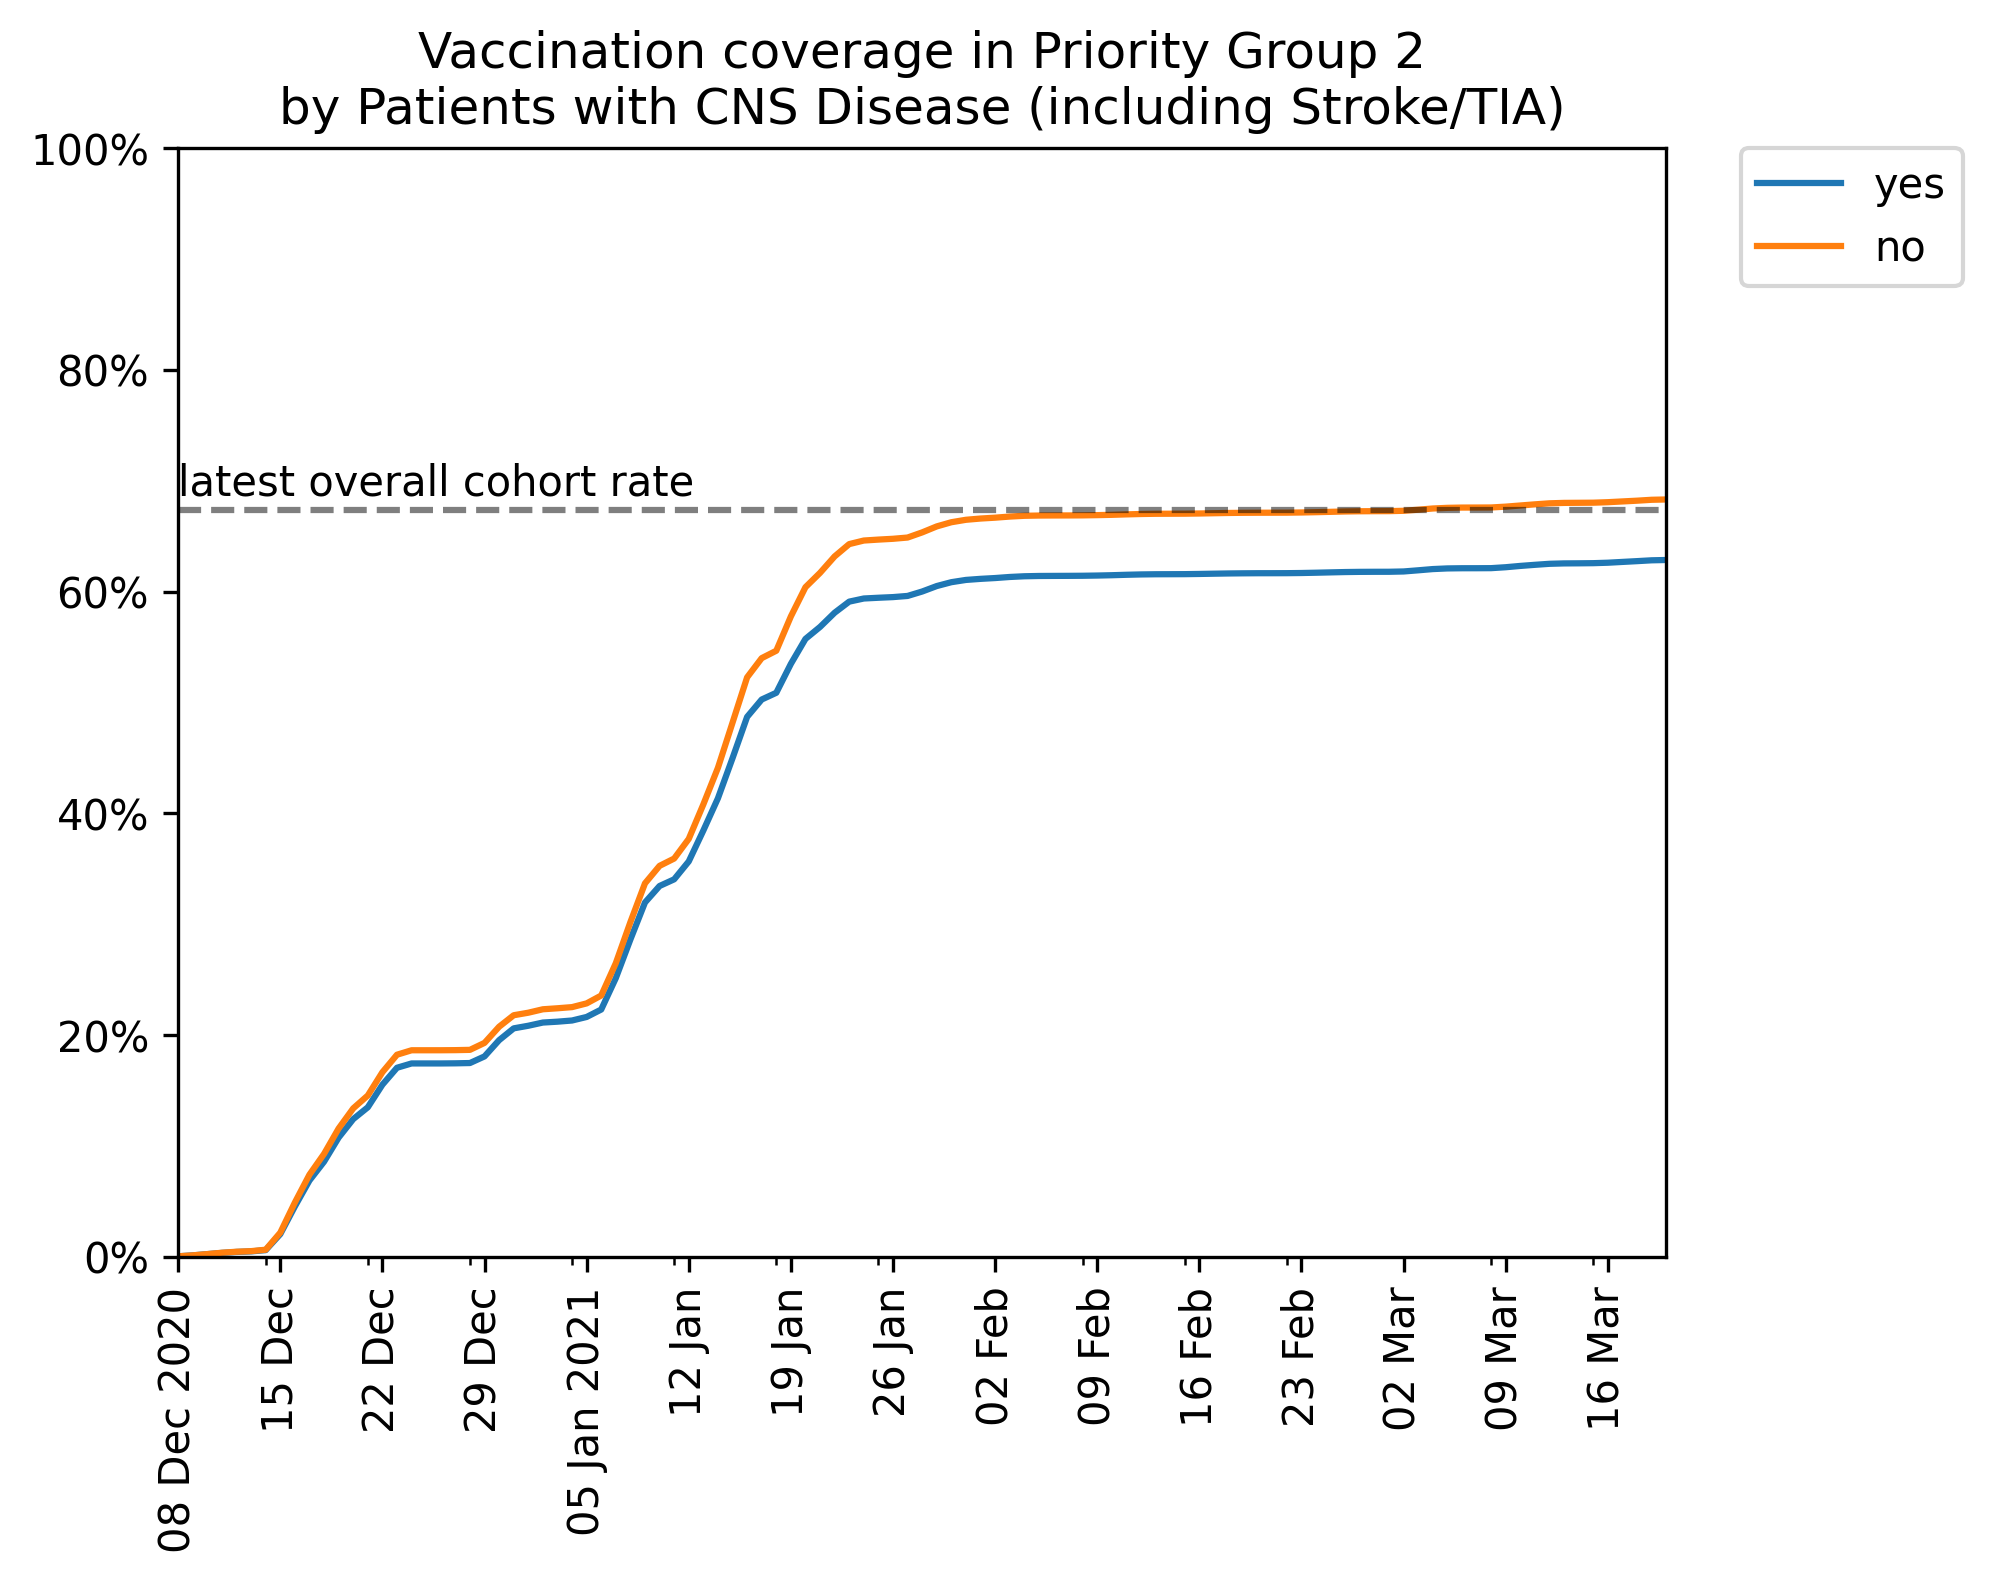 Vaccination coverage in Priority Group 2
by Patients with CNS Disease (including Stroke/TIA)
100%
80%
60%
40%
20%
0%
latest overall cohort rate
yes
no
08 Dec 2020
15 Dec
22 Dec
29 Dec
05 Jan 2021
12 Jan
19 Jan
26 Jan
02 Feb
09 Feb
16 Feb
23 Feb
02 Mar
09 Mar
16 Mar